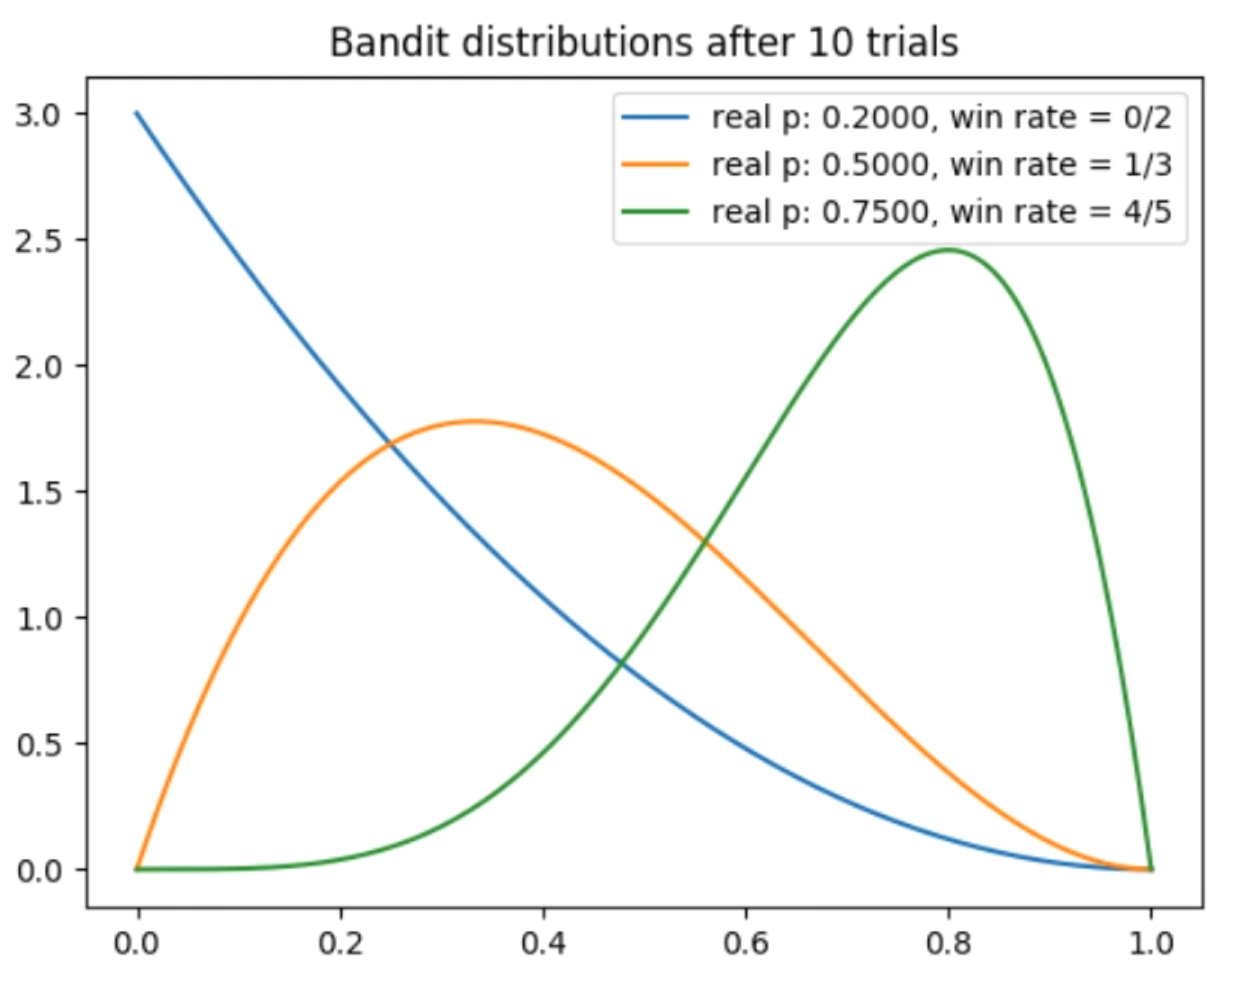 Bandit distributions after 10 trials
real p: 0.2000, win rate = 0/2
real p: 0.5000, win rate = 1/3
real p: 0.7500, win rate = 4/5
3.0
2.5
2.0
1.5
1.0
0.5
0.0
0.0 0.2 0.4 0.6 0.8 1.0